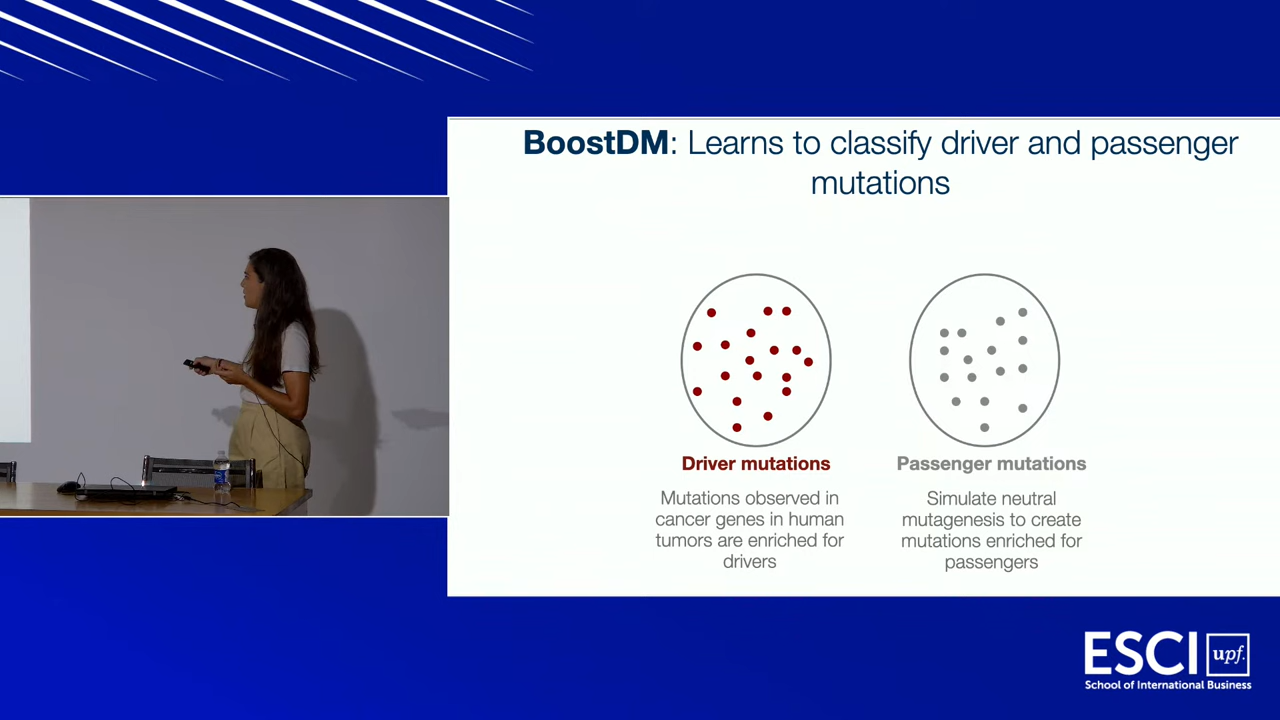 BoostDM: Learns to classify driver and passenger
mutations
Driver mutations
Mutations observed in
cancer genes in human
tumors are enriched for
drivers
Passenger mutations
Simulate neutral
mutagenesis to create
mutations enriched for
passengers
ESCI upf.
School of International Business